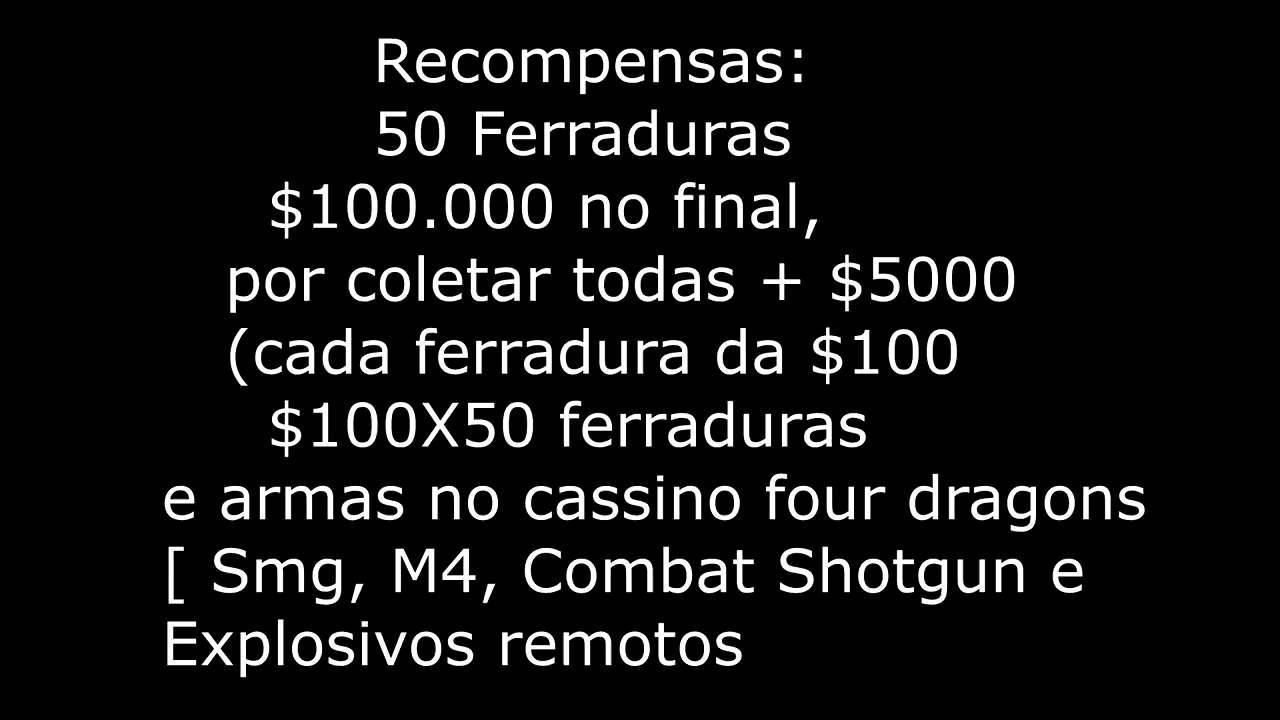 Recompensas:
50 Ferraduras
$100.000 no final,
por coletar todas + $5000
(cada ferradura da $100
$100X50 ferraduras
e armas no cassino four dragons
[ Smg, M4, Combat Shotgun e
Explosivos remotos